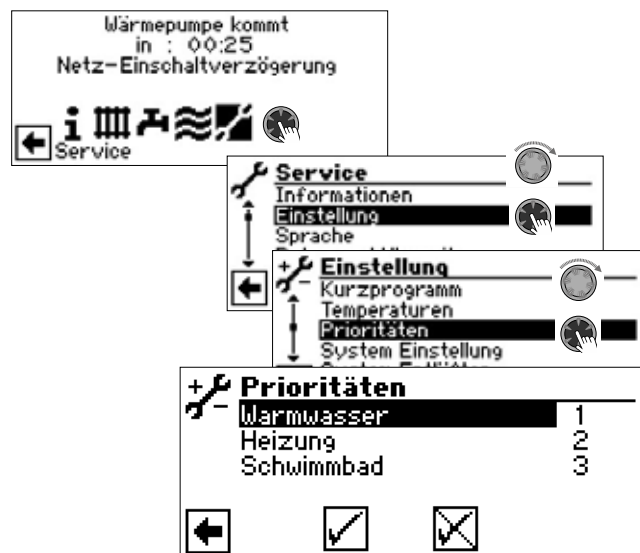 Wärmepumpe kommt
in : 00:25
Netz-Einschaltverzögerung
Service
Service
Informationen
Einstellung
Sprache
Einstellung
Kurzprogramm
Temperaturen
Prioritäten
System Einstellung
Prioritäten
Warmwasser 1
Heizung 2
Schwimmbad 3